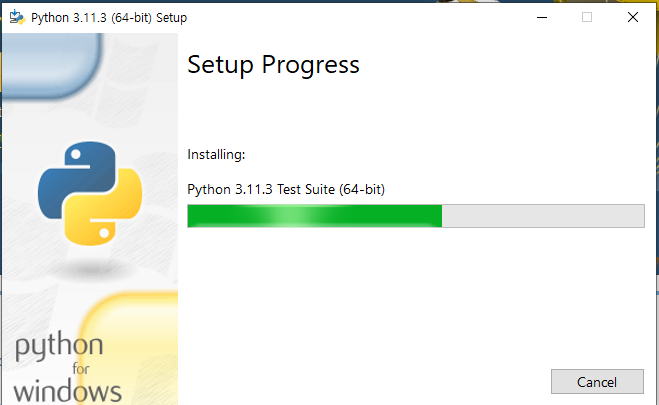 Python 3.11.3 (64-bit) Setup
Setup Progress
Installing:
Python 3.11.3 Test Suite (64-bit)
python
for
windows
Cancel